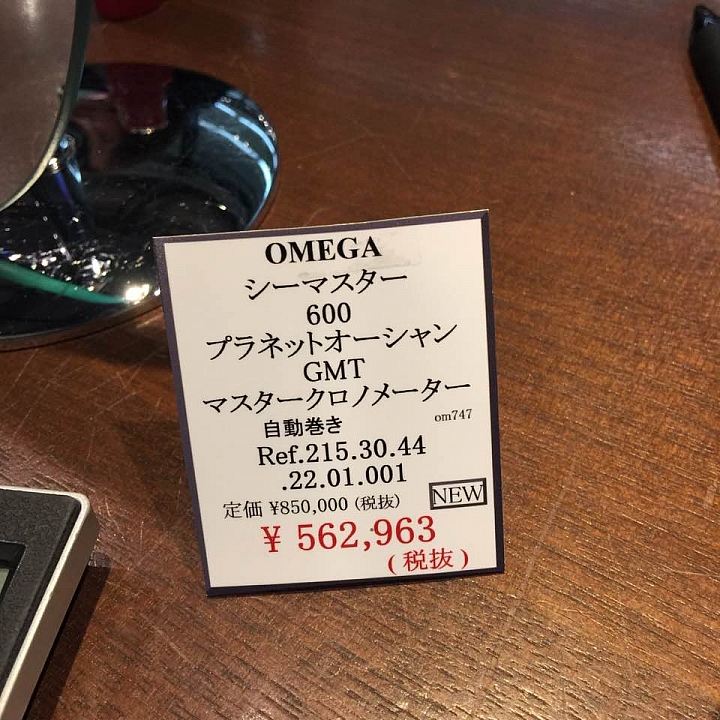 OMEGA
シーマスター
600
プラネットオーシャン
GMT
マスタークロノメーター
自動巻き
om747
Ref.215.30.44
.22.01.001
定価 ¥850,000 (税抜)
NEW
¥ 562,963
(税抜)